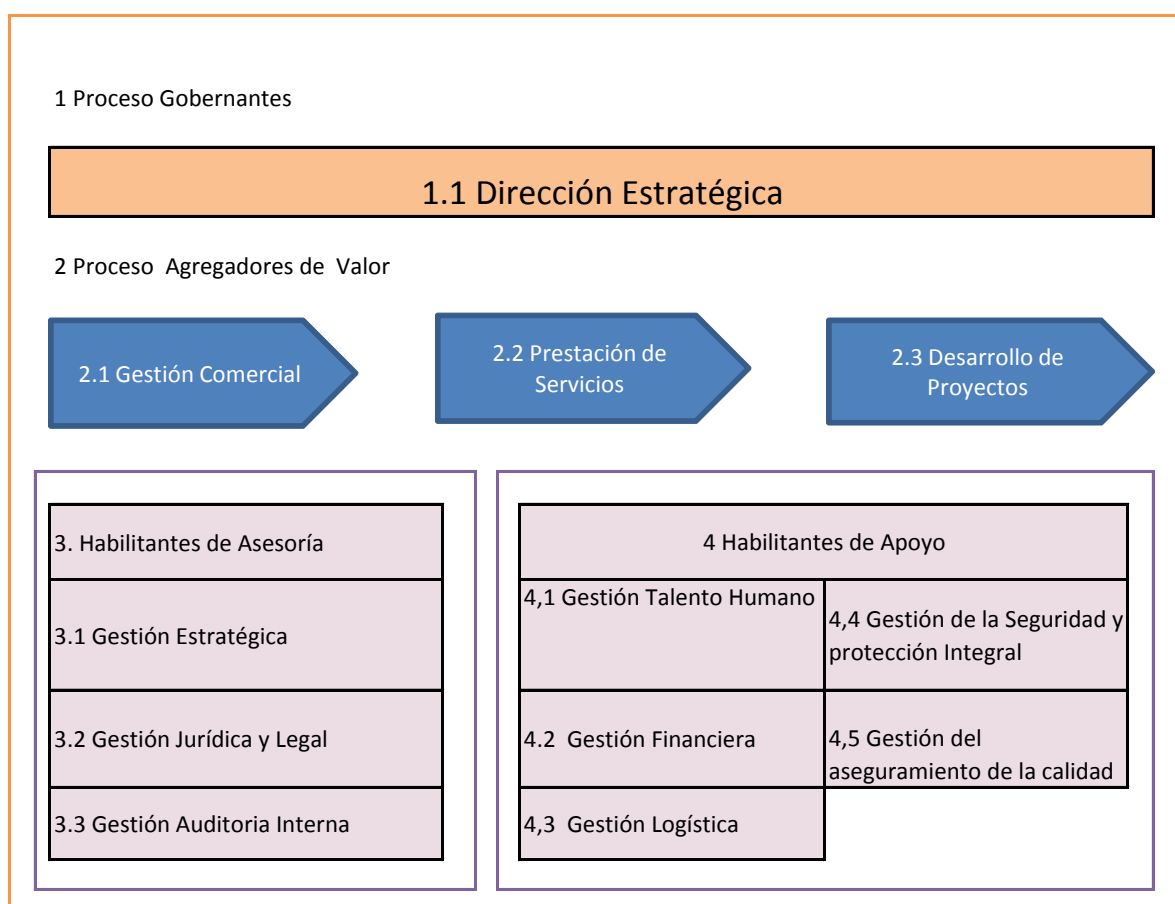 1 Proceso Gobernantes
1.1 Dirección Estratégica
2 Proceso  Agregadores de  Valor
2.1 Gestión Comercial
2.2 Prestación de
Servicios
2.3 Desarrollo de
Proyectos
3. Habilitantes de Asesoría
3.1 Gestión Estratégica
3.2 Gestión Jurídica y Legal
3.3 Gestión Auditoria Interna
4 Habilitantes de Apoyo
4,1 Gestión Talento Humano
4,4 Gestión de la Seguridad y
protección Integral
4.2  Gestión Financiera
4,5 Gestión del
aseguramiento de la calidad
4,3  Gestión Logística